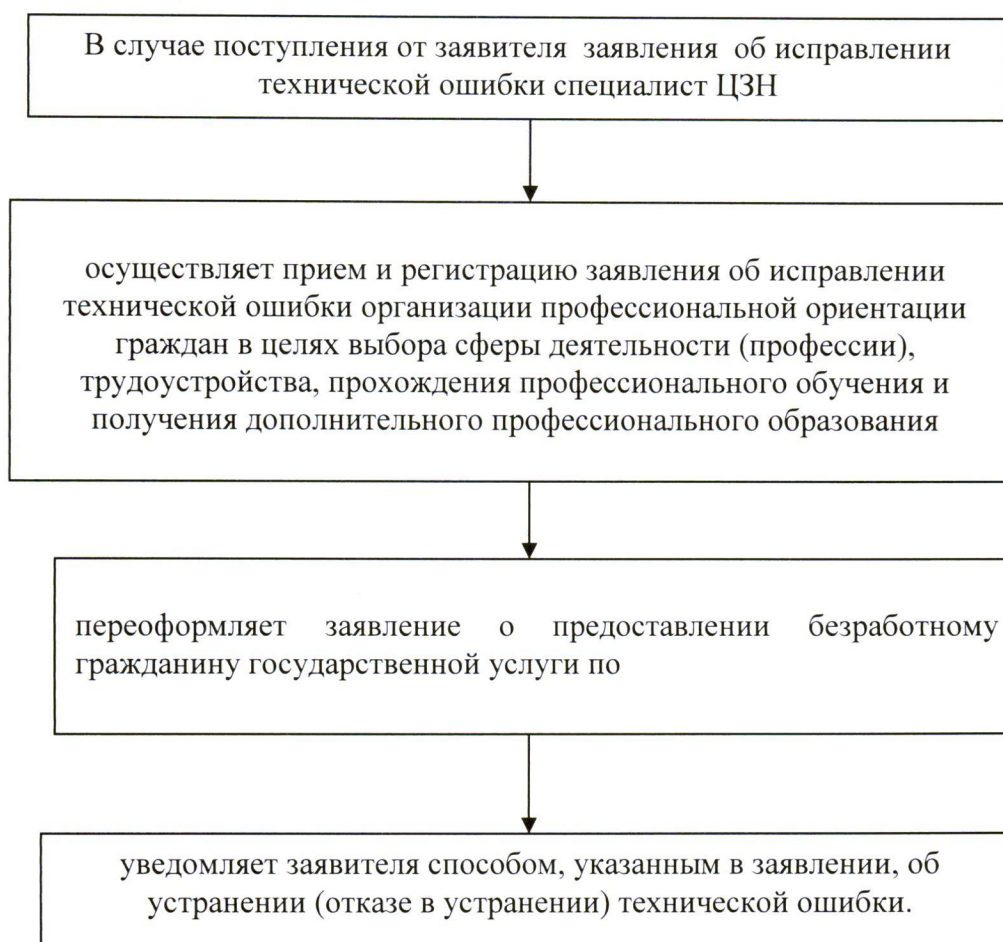 В случае поступления от заявителя заявления об исправлении
технической ошибки специалист ЦЗН
осуществляет прием и регистрацию заявления об исправлении
технической ошибки организации профессиональной ориентации
граждан в целях выбора сферы деятельности (профессии),
трудоустройства, прохождения профессионального обучения и
получения дополнительного профессионального образования
переоформляет заявление о предоставлении безработному
гражданину государственной услуги по
уведомляет заявителя способом, указанным в заявлении, об
устранении (отказе в устранении) технической ошибки.